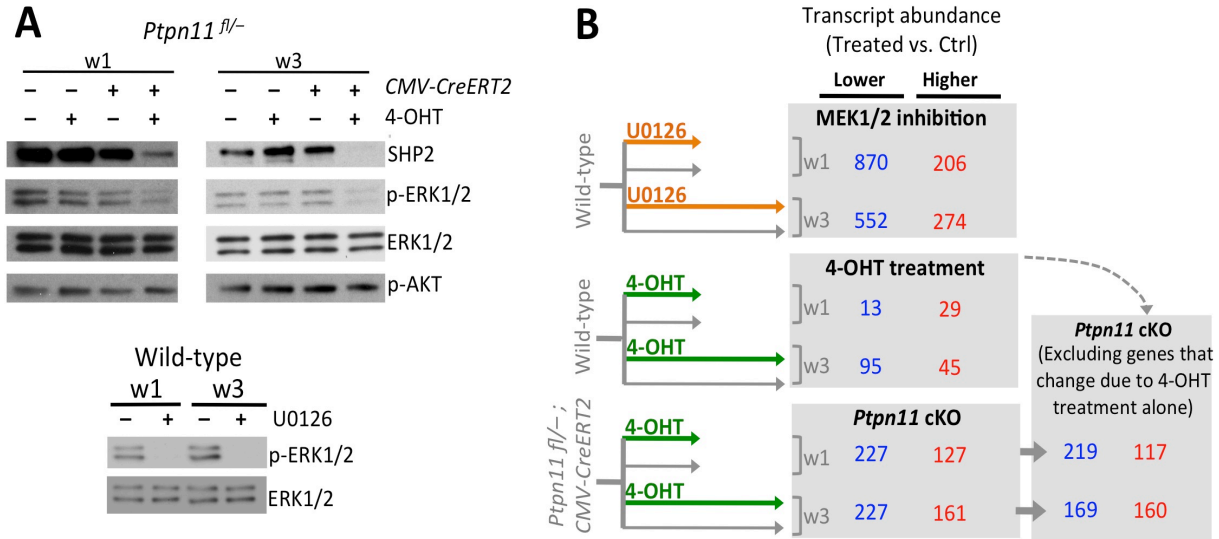 A
Ptpn11 fl/–
w1
w3
– – + + – – + + CMV-CreERT2
– + – + – + – + 4-OHT
SHP2
p-ERK1/2
ERK1/2
p-AKT
Wild-type
w1 w3
– + – + U0126
p-ERK1/2
ERK1/2
B
Transcript abundance
(Treated vs. Ctrl)
Lower Higher
Wild-type
U0126
U0126
MEK1/2 inhibition
w1 870 206
w3 552 274
Wild-type
4-OHT
4-OHT
4-OHT treatment
w1 13 29
w3 95 45
Ptpn11 fl/– ;
CMV-CreERT2
4-OHT
4-OHT
Ptpn11 cKO
w1 227 127
w3 227 161
Ptpn11 cKO
(Excluding genes that
change due to 4-OHT
treatment alone)
219 117
169 160